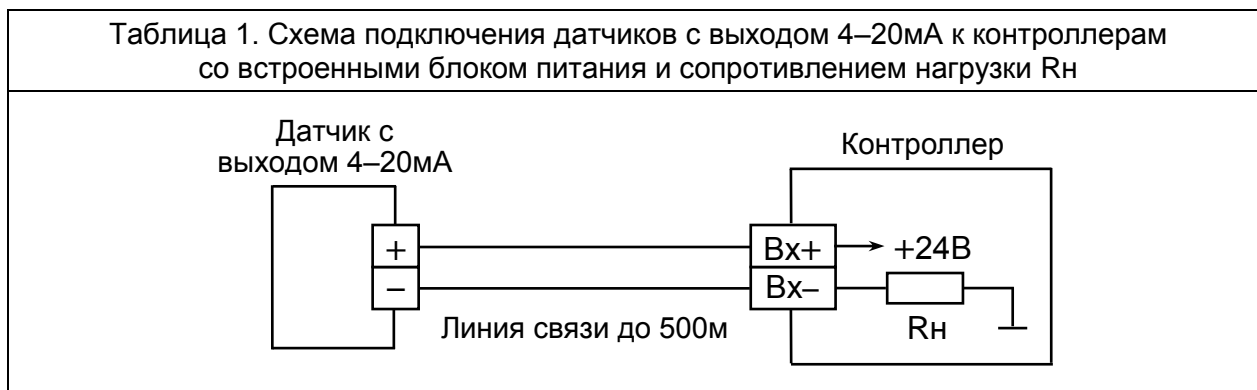 Таблица 1. Схема подключения датчиков с выходом 4–20мА к контроллерам
со встроенными блоком питания и сопротивлением нагрузки Rн
Датчик с
выходом 4–20мА
Контроллер
+
Вх+
+24В
–
Вх–
Линия связи до 500м
Rн